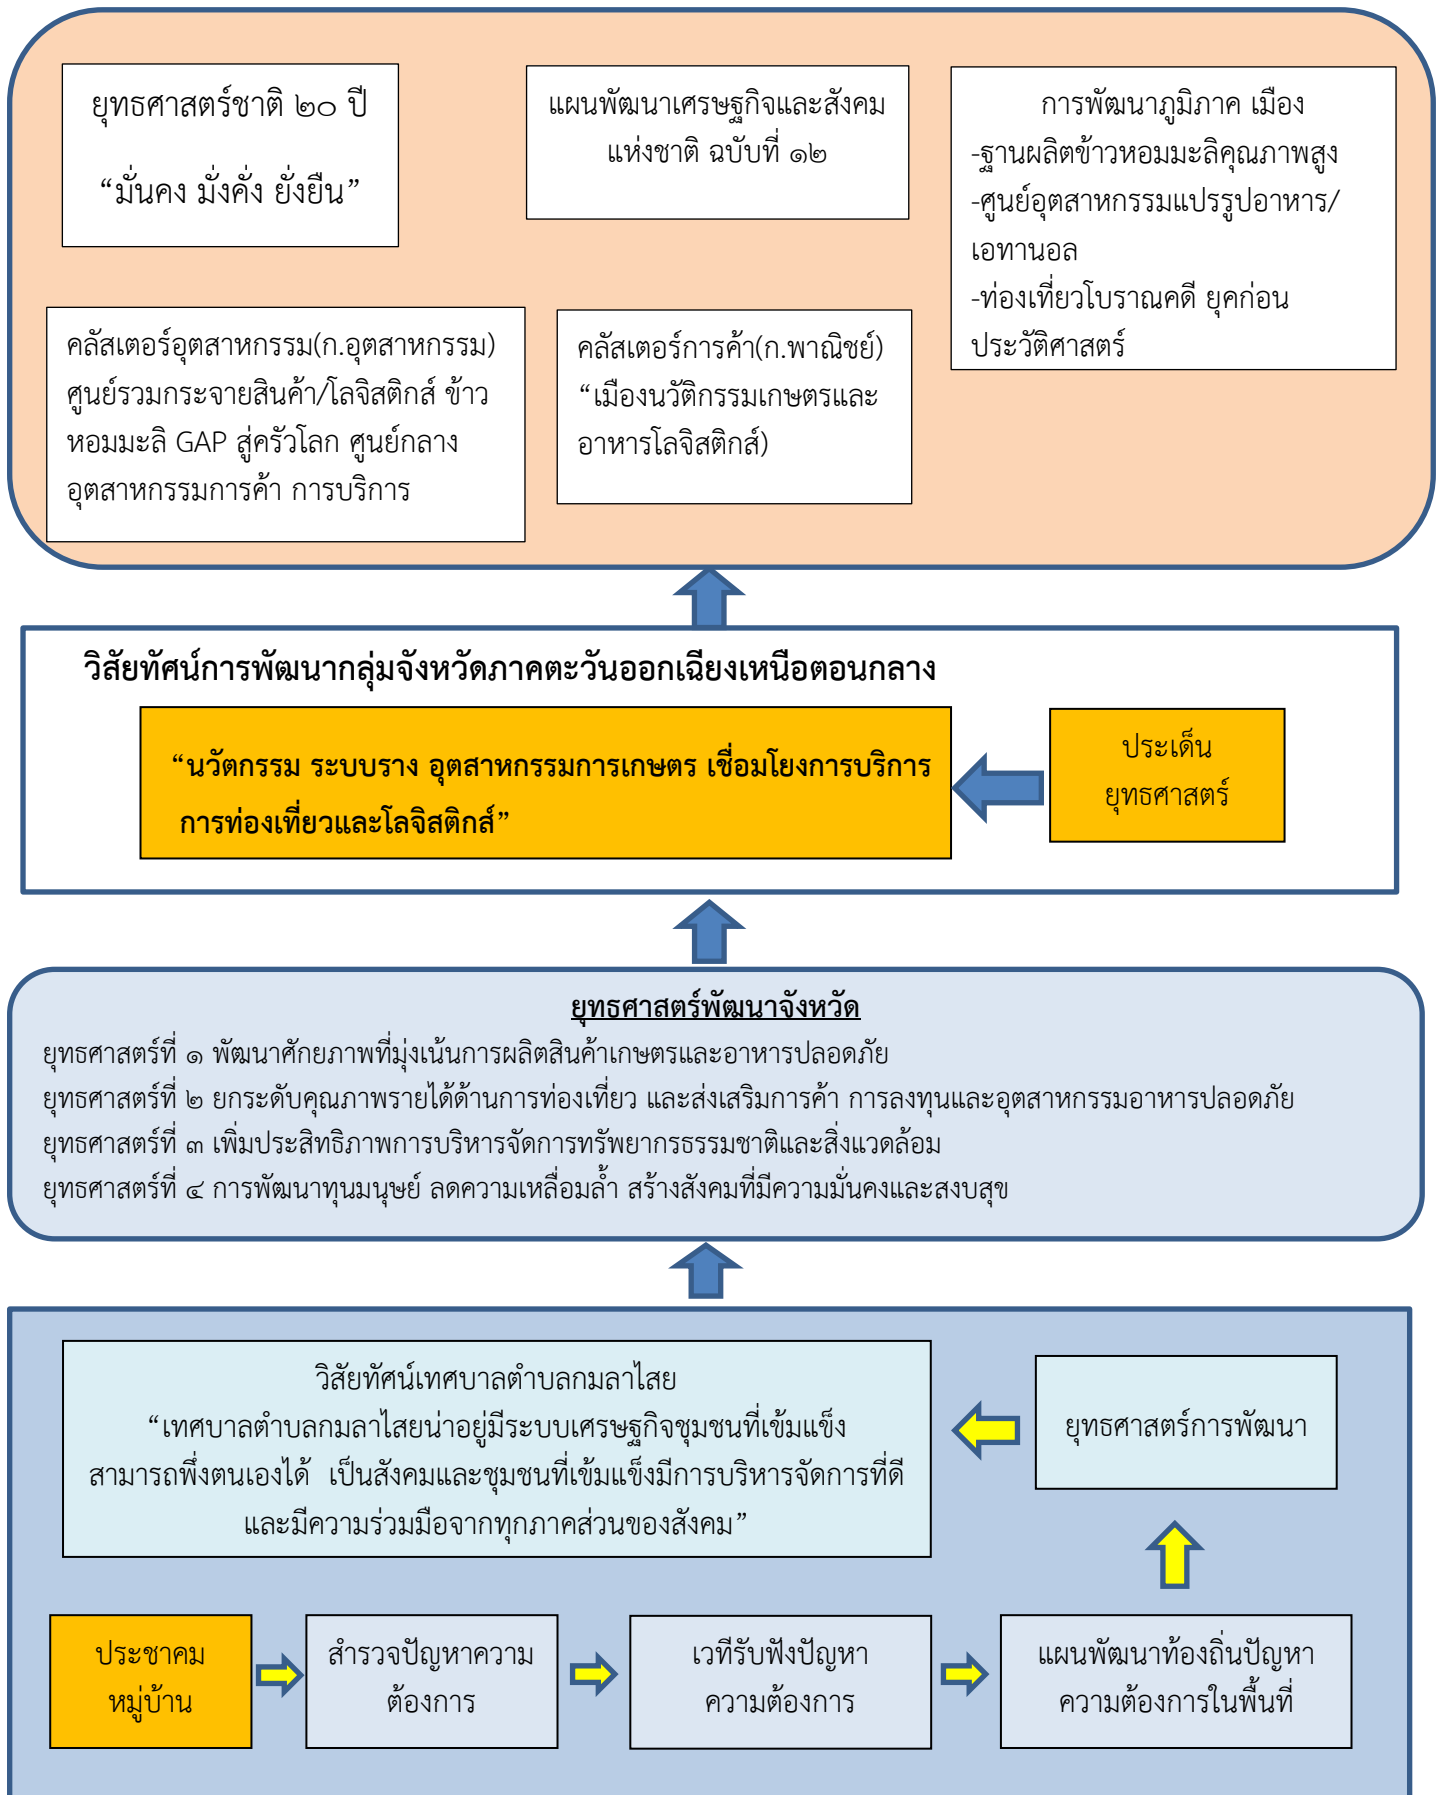 ยุทธศาสตร์ชาติ ๒๐ ปี
“มั่นคง มั่งคั่ง ยั่งยืน”
แผนพัฒนาเศรษฐกิจและสังคม
แห่งชาติ ฉบับที่ ๑๒
การพัฒนาภูมิภาค เมือง
-ฐานผลิตข้าวหอมมะลิคุณภาพสูง
-ศูนย์อุตสาหกรรมแปรรูปอาหาร/
เอทานอล
-ท่องเที่ยวโบราณคดี ยุคก่อน
ประวัติศาสตร์
คลัสเตอร์อุตสาหกรรม(ก.อุตสาหกรรม)
ศูนย์รวมกระจายสินค้า/โลจิสติกส์ ข้าว
หอมมะลิ GAP สู่ครัวโลก ศูนย์กลาง
อุตสาหกรรมการค้า การบริการ
คลัสเตอร์การค้า(ก.พาณิชย์)
“เมืองนวัติกรรมเกษตรและ
อาหารโลจิสติกส์)
วิสัยทัศน์การพัฒนากลุ่มจังหวัดภาคตะวันออกเฉียงเหนือตอนกลาง
“นวัตกรรม ระบบราง อุตสาหกรรมการเกษตร เชื่อมโยงการบริการ
การท่องเที่ยวและโลจิสติกส์”
ประเด็น
ยุทธศาสตร์
ยุทธศาสตร์พัฒนาจังหวัด
ยุทธศาสตร์ที่ ๑ พัฒนาศักยภาพที่มุ่งเน้นการผลิตสินค้าเกษตรและอาหารปลอดภัย
ยุทธศาสตร์ที่ ๒ ยกระดับคุณภาพรายได้ด้านการท่องเที่ยว และส่งเสริมการค้า การลงทุนและอุตสาหกรรมอาหารปลอดภัย
ยุทธศาสตร์ที่ ๓ เพิ่มประสิทธิภาพการบริหารจัดการทรัพยากรธรรมชาติและสิ่งแวดล้อม
ยุทธศาสตร์ที่ ๔ การพัฒนาทุนมนุษย์ ลดความเหลื่อมล้ำ สร้างสังคมที่มีความมั่นคงและสงบสุข
วิสัยทัศน์เทศบาลตำบลกมลาไสย
“เทศบาลตำบลกมลาไสยน่าอยู่มีระบบเศรษฐกิจชุมชนที่เข้มแข็ง
สามารถพึ่งตนเองได้ เป็นสังคมและชุมชนที่เข้มแข็งมีการบริหารจัดการที่ดี
และมีความร่วมมือจากทุกภาคส่วนของสังคม”
ยุทธศาสตร์การพัฒนา
ประชาคม
หมู่บ้าน
สำรวจปัญหาความ
ต้องการ
เวทีรับฟังปัญหา
ความต้องการ
แผนพัฒนาท้องถิ่นปัญหา
ความต้องการในพื้นที่